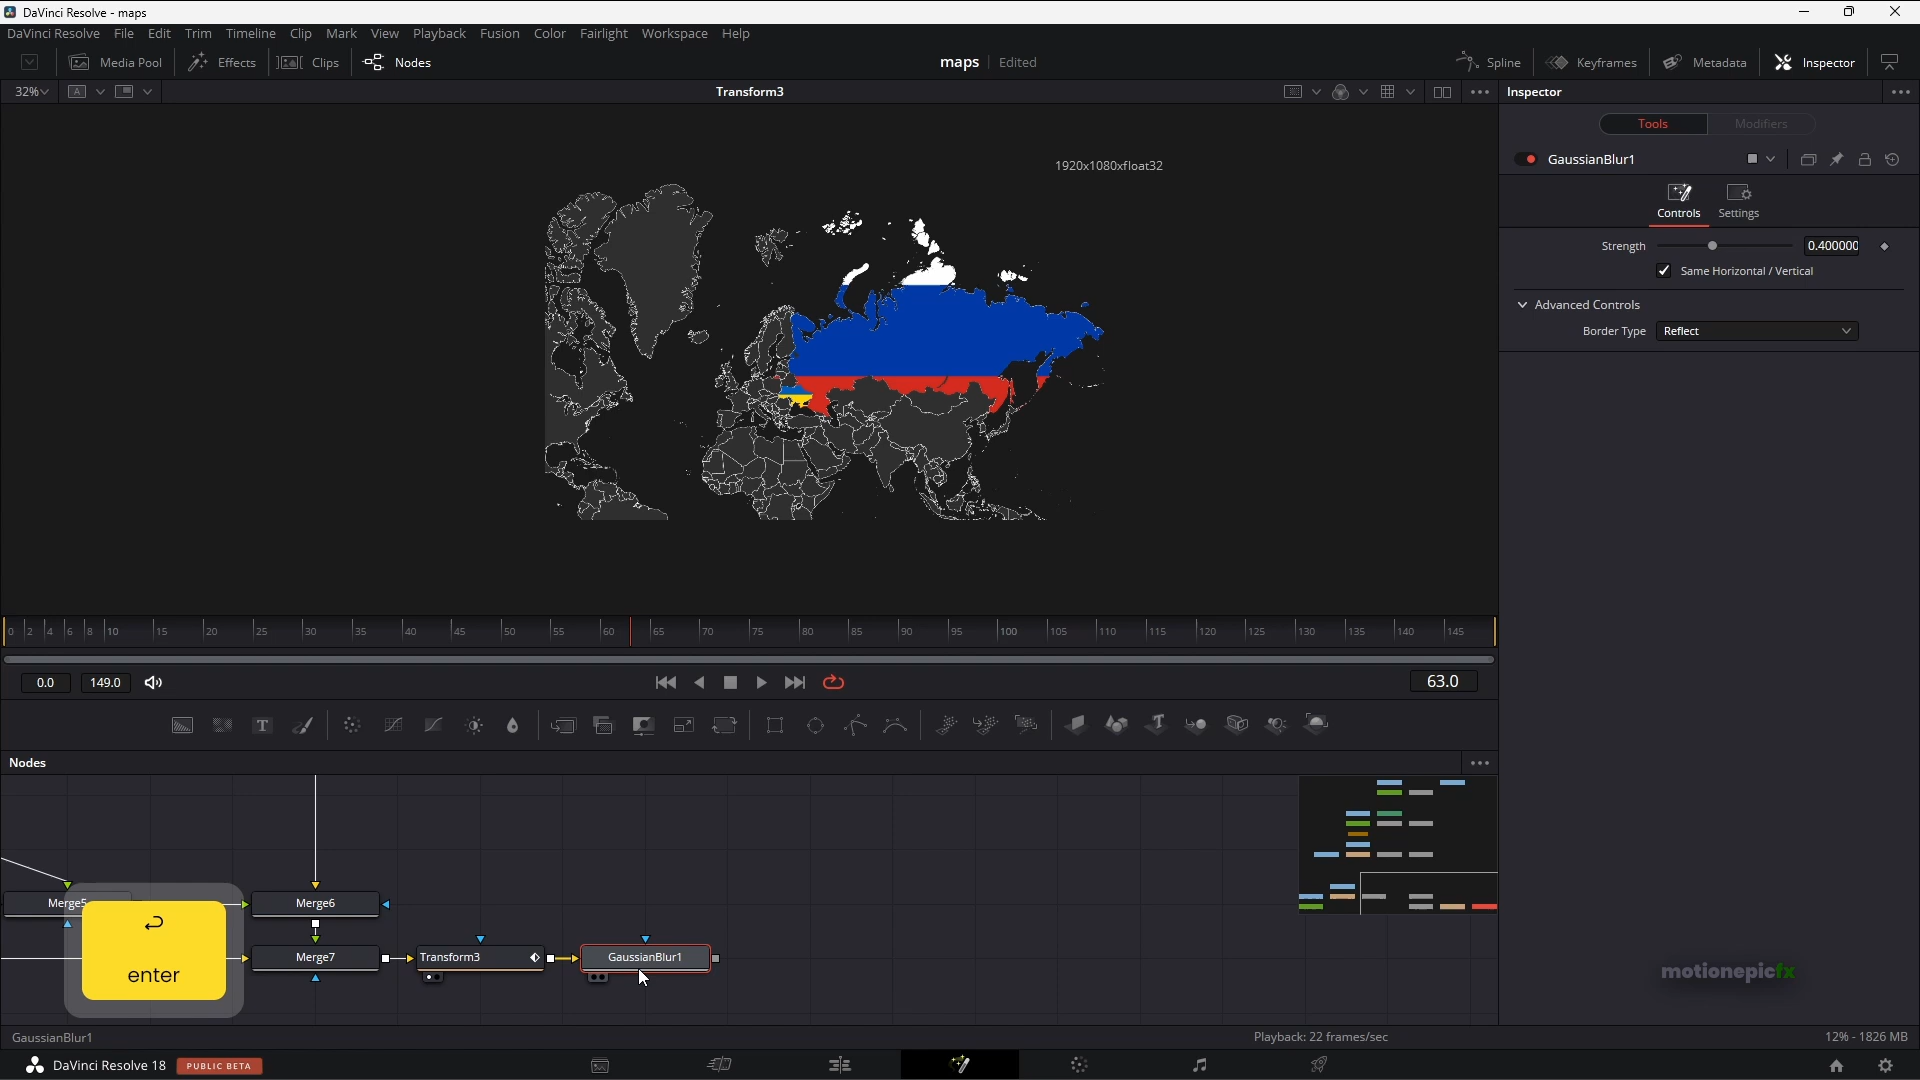 DaVinci Resolve - maps
DaVinci Resolve File Edit Trim Timeline Clip Mark View Playback Fusion Color Fairlight Workspace Help
Media Pool Effects Clips Nodes maps Edited Spline Keyframes Metadata Inspector
32% A Transform3 Inspector
Tools Modifiers
GaussianBlur1
1920x1080xfloat32
Controls Settings
Strength 0.400000
Same Horizontal / Vertical
Advanced Controls
Border Type Reflect
0 2 4 6 8 10 15 20 25 30 35 40 45 50 55 60 65 70 75 80 85 90 95 100 105 110 115 120 125 130 135 140 145
0.0 149.0 63.0
Nodes
Merge5 Merge6
Merge7 Transform3 GaussianBlur1
enter
motionepicfx
GaussianBlur1 Playback: 22 frames/sec 12% - 1826 MB
DaVinci Resolve 18 PUBLIC BETA